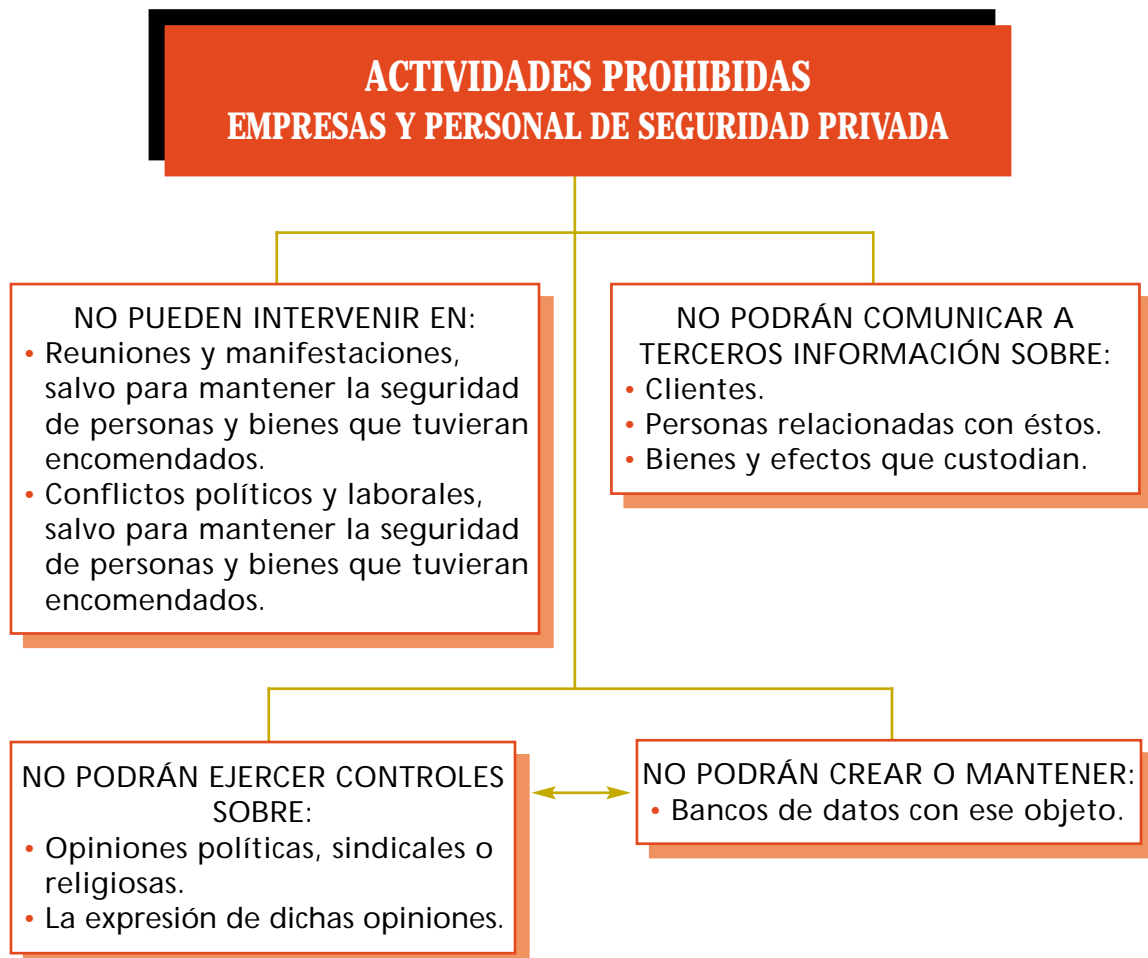 ACTIVIDADES PROHIBIDAS
EMPRESAS Y PERSONAL DE SEGURIDAD PRIVADA
NO PUEDEN INTERVENIR EN:
• Reuniones y manifestaciones,
salvo para mantener la seguridad
de personas y bienes que tuvieran
encomendados.
• Conflictos políticos y laborales,
salvo para mantener la seguridad
de personas y bienes que tuvieran
encomendados.
NO PODRÁN COMUNICAR A
TERCEROS INFORMACIÓN SOBRE:
• Clientes.
• Personas relacionadas con éstos.
• Bienes y efectos que custodian.
NO PODRÁN EJERCER CONTROLES
SOBRE:
• Opiniones políticas, sindicales o
religiosas.
• La expresión de dichas opiniones.
NO PODRÁN CREAR O MANTENER:
• Bancos de datos con ese objeto.